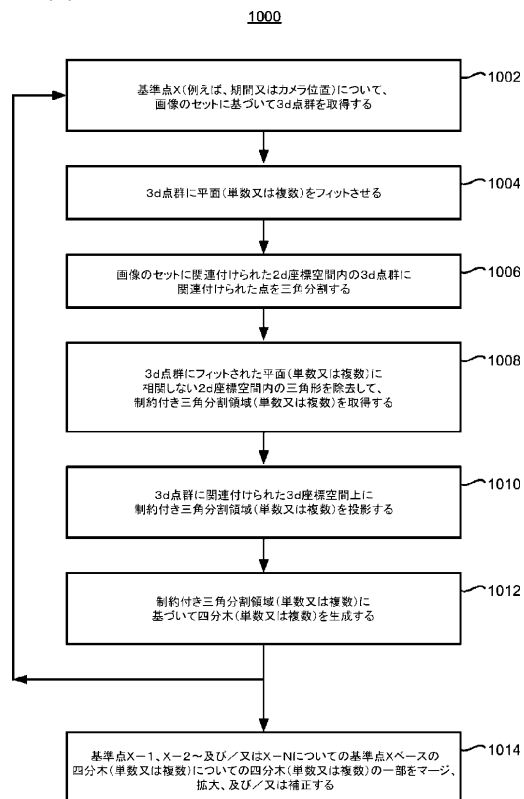 1000
基準点X(例えば、期間又はカメラ位置)について、
画像のセットに基づいて3d点群を取得する
1002
3d点群に平面(単数又は複数)をフィットさせる
1004
画像のセットに関連付けられた2d座標空間内の3d点群に
関連付けられた点を三角分割する
1006
3d点群にフィットされた平面(単数又は複数)に
相関しない2d座標空間内の三角形を除去して、
制約付き三角分割領域(単数又は複数)を取得する
1008
3d点群に関連付けられた3d座標空間上に
制約付き三角分割領域(単数又は複数)を投影する
1010
制約付き三角分割領域(単数又は複数)に
基づいて四分木(単数又は複数)を生成する
1012
基準点X-1、X-2~及び/又はX-Nについての基準点Xベースの
四分木(単数又は複数)についての四分木(単数又は複数)の一部をマージ、
拡大、及び/又は補正する
1014